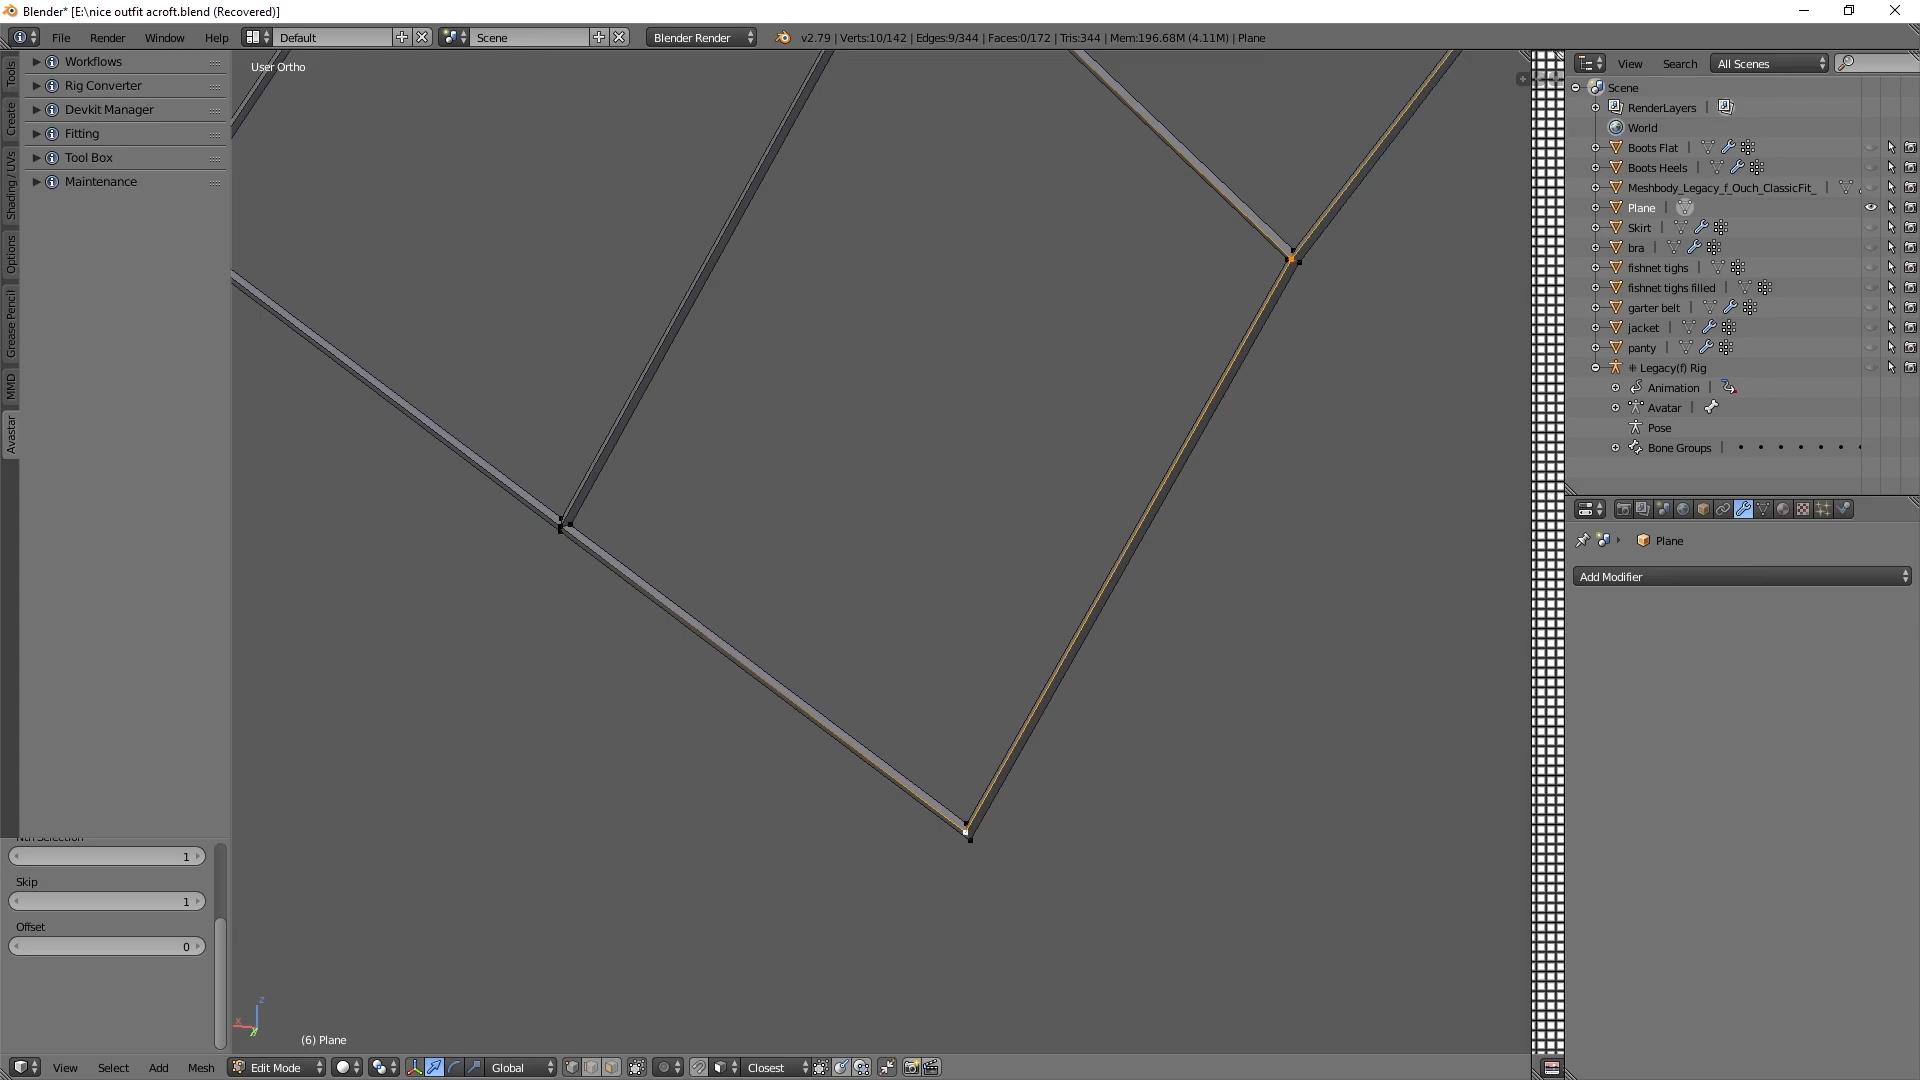 Blender* [E:\nice outfit acroft.blend (Recovered)]
File Render Window Help Default Scene Blender Render v2.79 | Verts:10/142 | Edges:9/344 | Faces:0/172 | Tris:344 | Mem:196.68M (4.11M) | Plane
Tools
Create
Shading / UVs
Options
Grease Pencil
MMD
Avastar
Workflows
Rig Converter
Devkit Manager
Fitting
Tool Box
Maintenance
Nth Selection
1
Skip
1
Offset
0
User Ortho
z
x
y
(6) Plane
View Select Add Mesh Edit Mode Global Closest
View Search All Scenes
Scene
RenderLayers
World
Boots Flat
Boots Heels
Meshbody_Legacy_f_Ouch_ClassicFit_
Plane
Skirt
bra
fishnet tighs
fishnet tighs filled
garter belt
jacket
panty
Legacy(f) Rig
Animation
Avatar
Pose
Bone Groups
Plane
Add Modifier